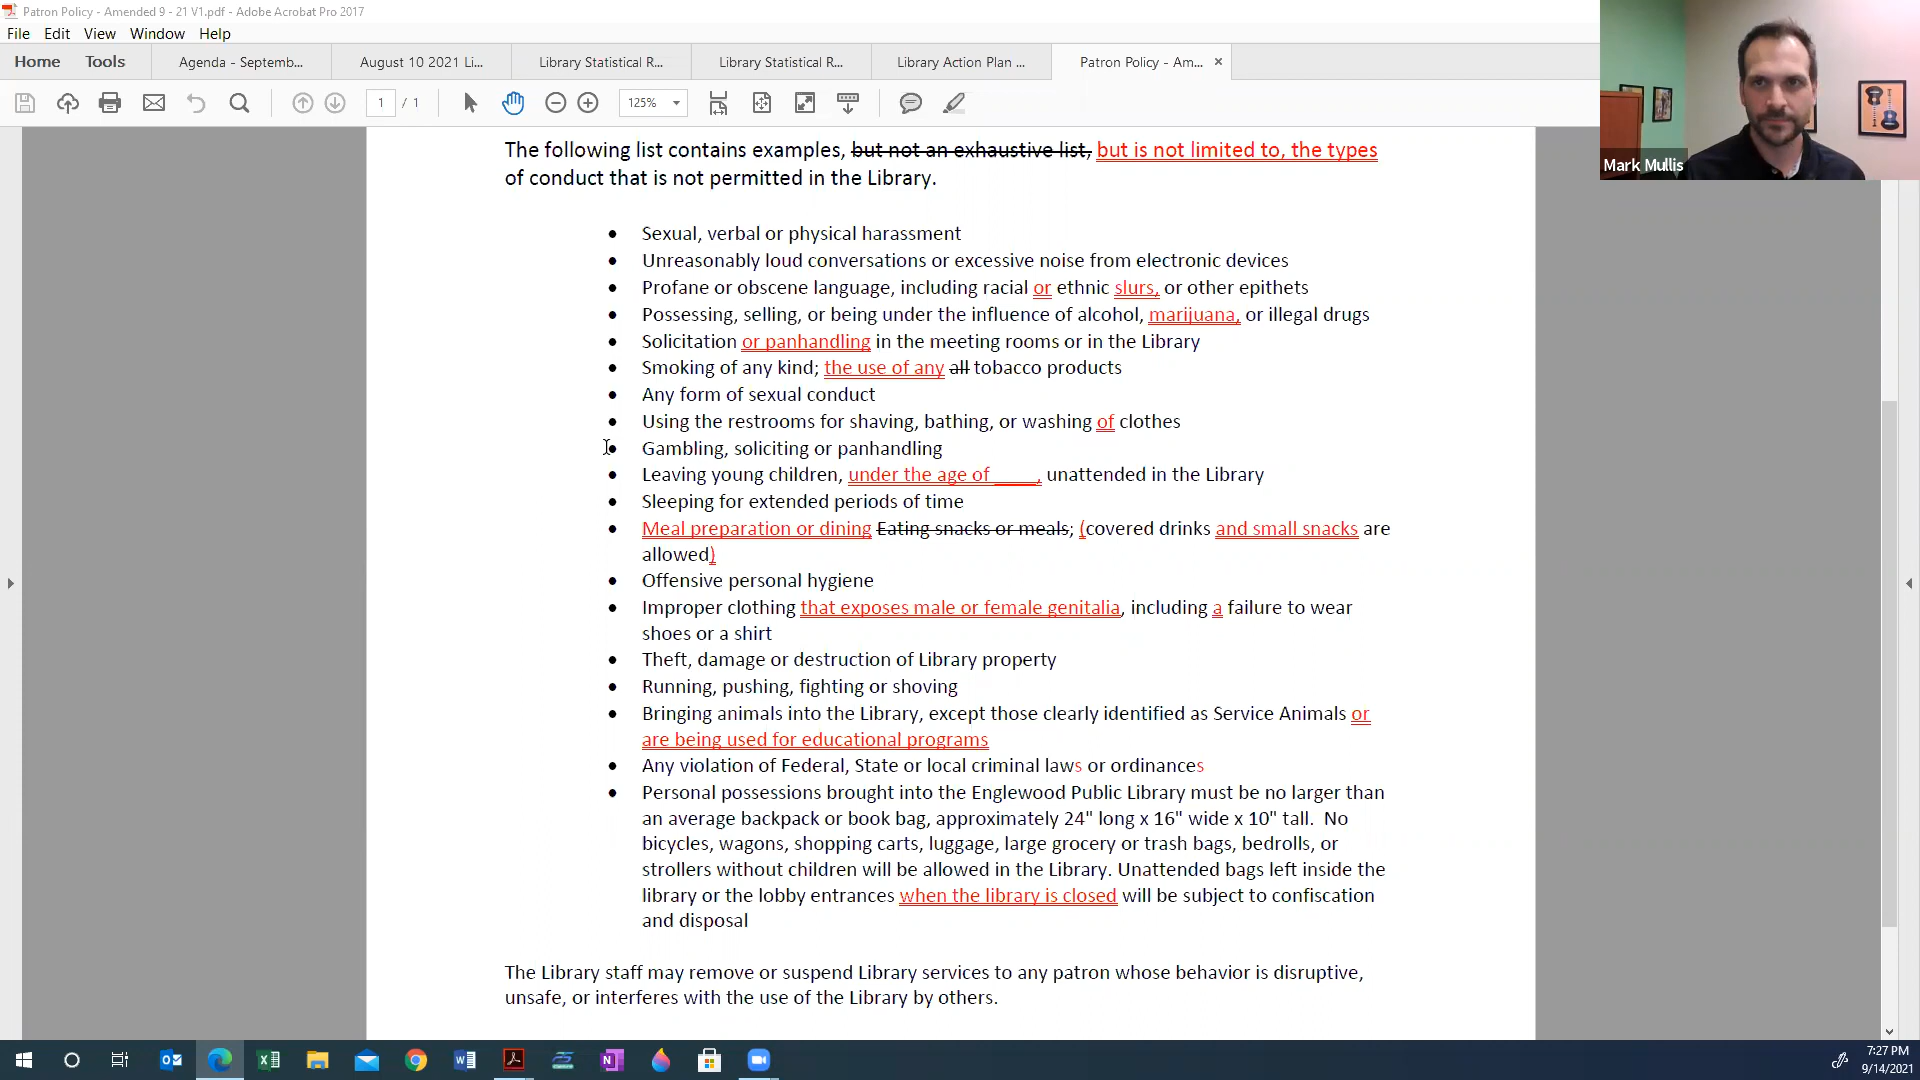 Patron Policy - Amended 9 - 21 V1.pdf - Adobe Acrobat Pro 2017
File Edit View Window Help
Home Tools Agenda - Septemb... August 10 2021 Li... Library Statistical R... Library Statistical R... Library Action Plan ... Patron Policy - Am... ×
1 / 1 125%
Mark Mullis
The following list contains examples, but not an exhaustive list, but is not limited to, the types
of conduct that is not permitted in the Library.
• Sexual, verbal or physical harassment
• Unreasonably loud conversations or excessive noise from electronic devices
• Profane or obscene language, including racial or ethnic slurs, or other epithets
• Possessing, selling, or being under the influence of alcohol, marijuana, or illegal drugs
• Solicitation or panhandling in the meeting rooms or in the Library
• Smoking of any kind; the use of any all tobacco products
• Any form of sexual conduct
• Using the restrooms for shaving, bathing, or washing of clothes
• Gambling, soliciting or panhandling
• Leaving young children, under the age of ____, unattended in the Library
• Sleeping for extended periods of time
• Meal preparation or dining Eating snacks or meals; (covered drinks and small snacks are
allowed)
• Offensive personal hygiene
• Improper clothing that exposes male or female genitalia, including a failure to wear
shoes or a shirt
• Theft, damage or destruction of Library property
• Running, pushing, fighting or shoving
• Bringing animals into the Library, except those clearly identified as Service Animals or
are being used for educational programs
• Any violation of Federal, State or local criminal laws or ordinances
• Personal possessions brought into the Englewood Public Library must be no larger than
an average backpack or book bag, approximately 24" long x 16" wide x 10" tall. No
bicycles, wagons, shopping carts, luggage, large grocery or trash bags, bedrolls, or
strollers without children will be allowed in the Library. Unattended bags left inside the
library or the lobby entrances when the library is closed will be subject to confiscation
and disposal
The Library staff may remove or suspend Library services to any patron whose behavior is disruptive,
unsafe, or interferes with the use of the Library by others.
7:27 PM
9/14/2021